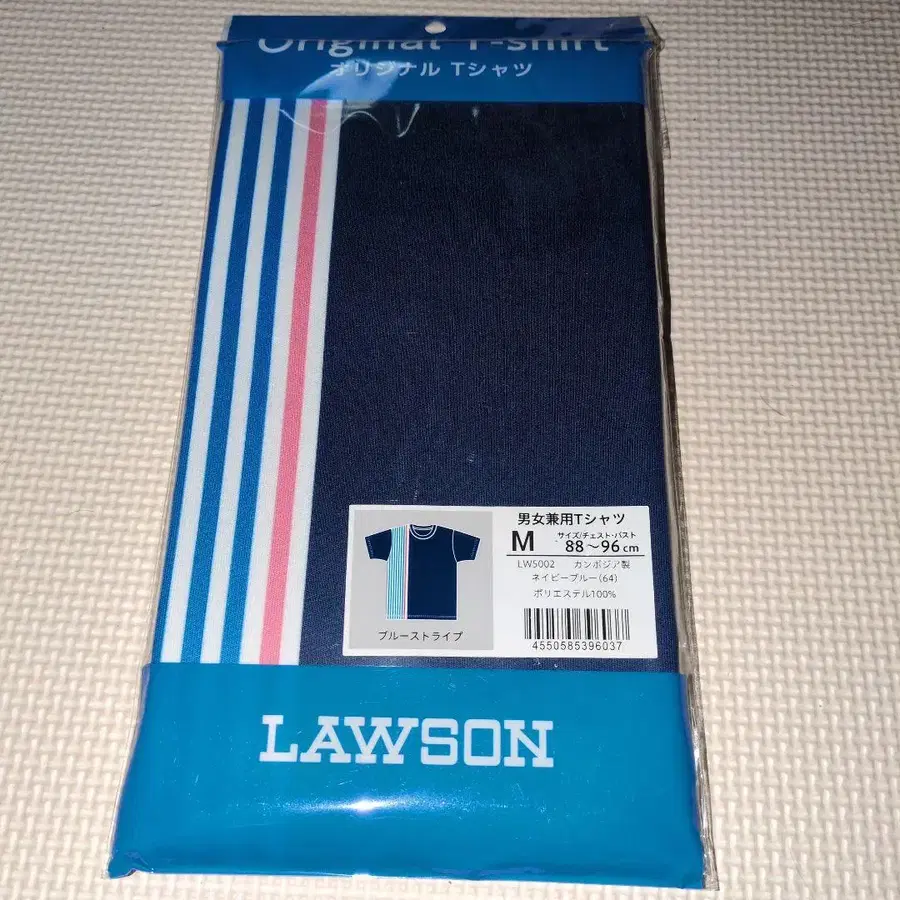 Original T-shirt
オリジナル Tシャツ
男女兼用Tシャツ
M サイズ/チェスト・バスト
88～96cm
LW5002 カンボジア製
ネイビーブルー(64)
ポリエステル100%
ブルーストライプ
4550585396037
LAWSON